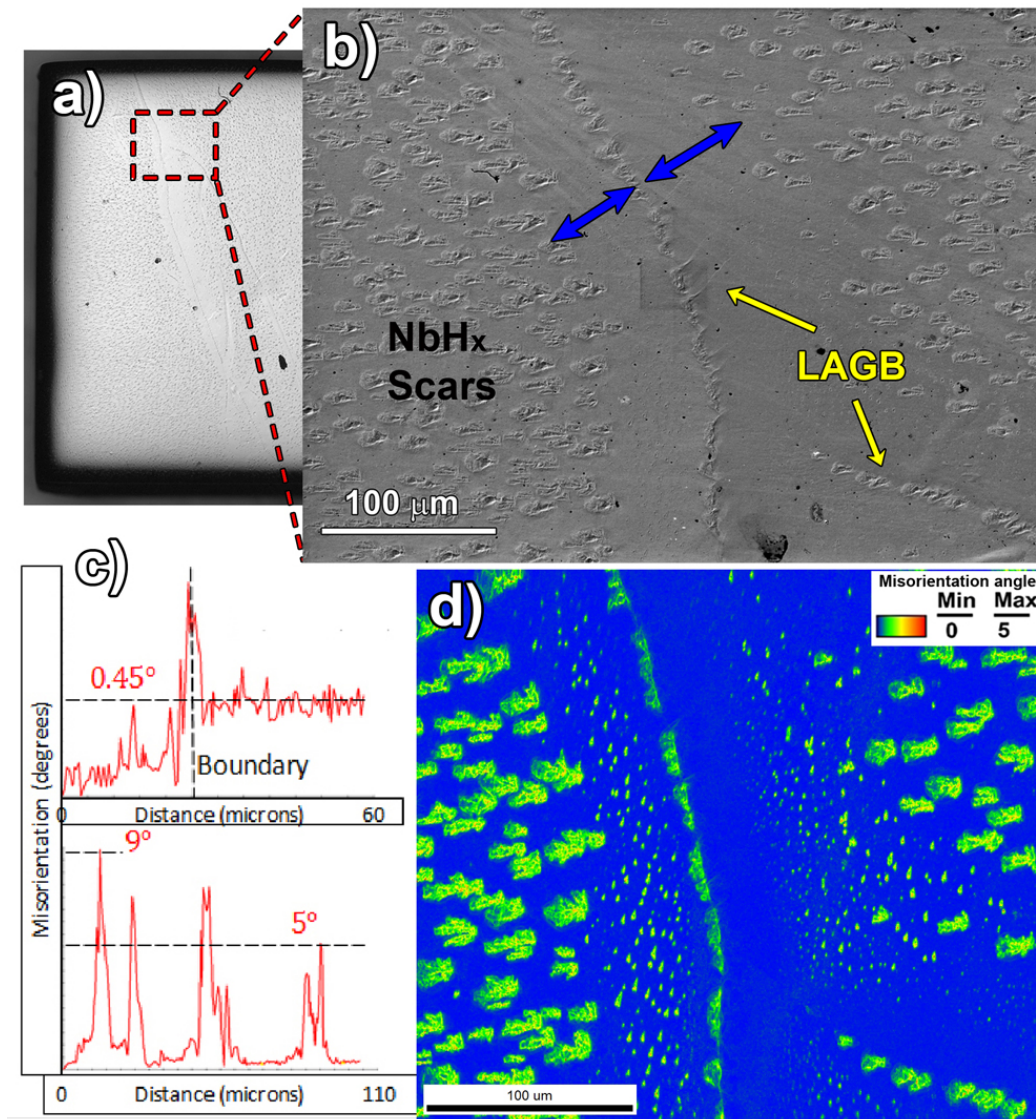 a)
b)
NbHx
Scars
LAGB
100 µm
c)
Misorientation (degrees)
0.45°
Boundary
0
Distance (microns)
60
9°
5°
0
Distance (microns)
110
d)
Misorientation angle
Min Max
0 5
100 um